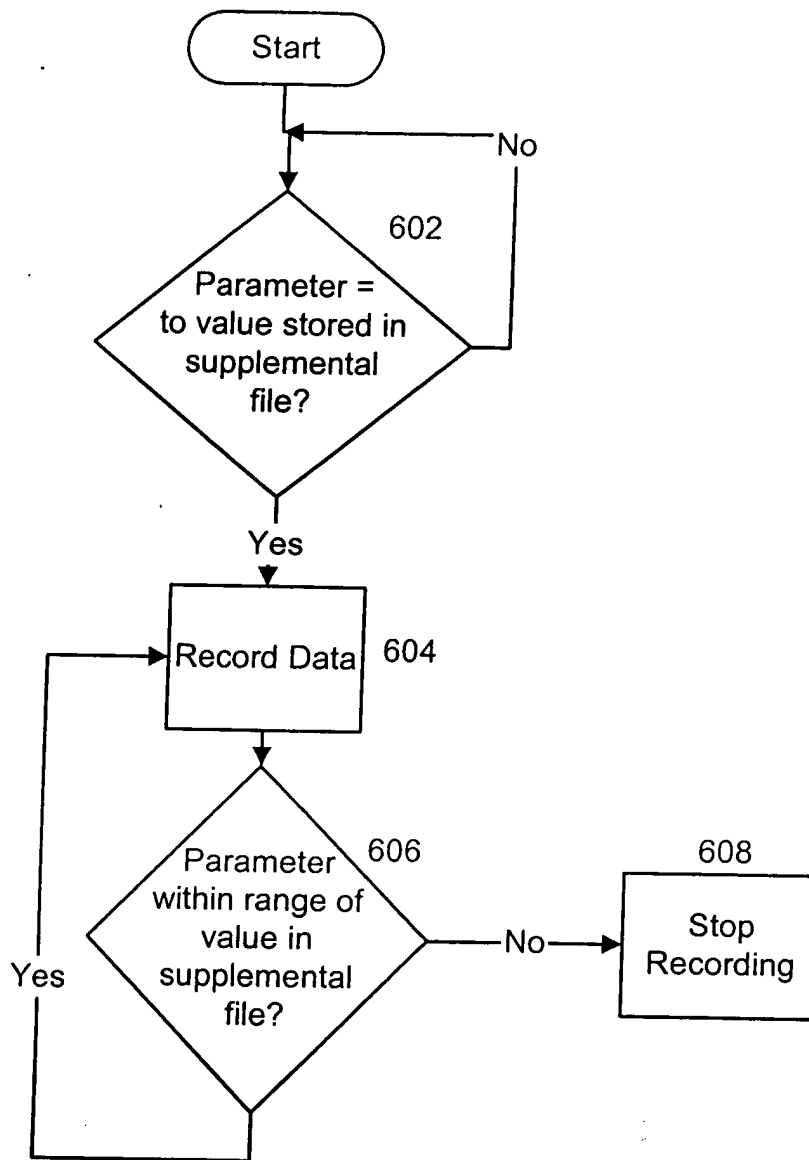 Start
No
602
Parameter =
to value stored in
supplemental
file?
Yes
Record Data
604
606
Parameter
within range of
value in
supplemental
file?
No
608
Stop
Recording
Yes